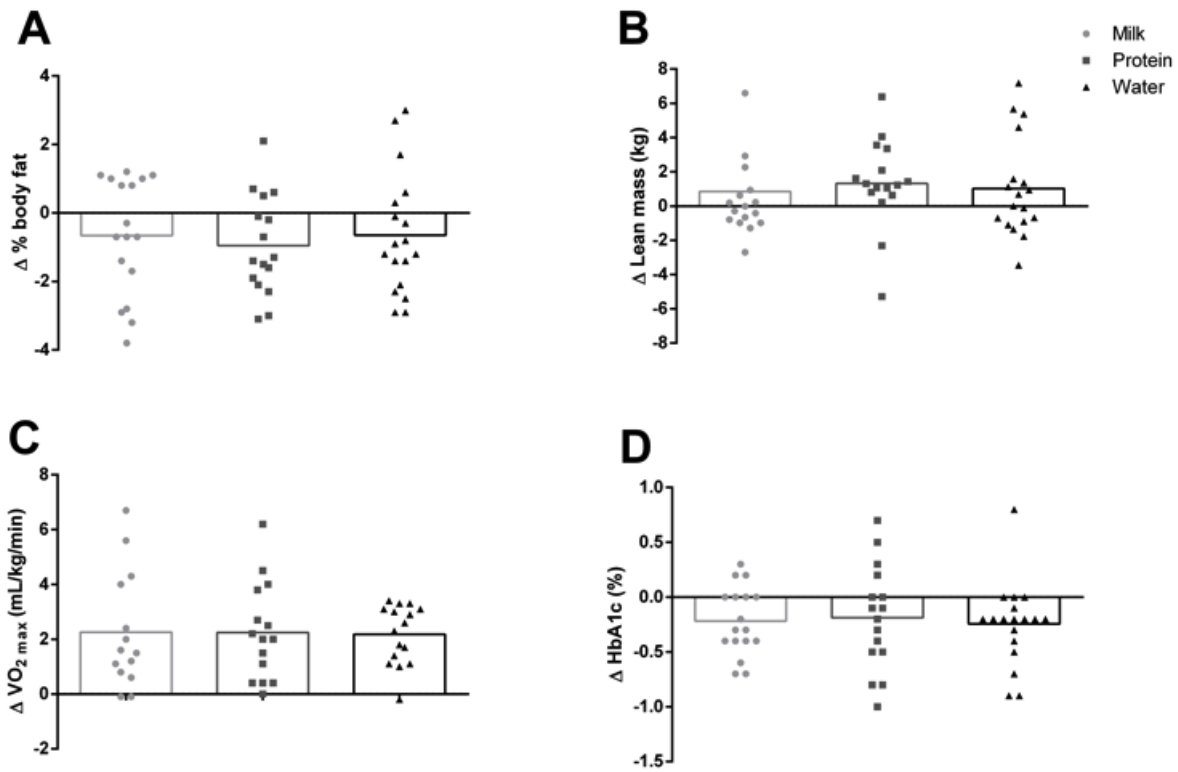 A
Δ % body fat
4
2
0
-2
-4
B
Δ Lean mass (kg)
8
6
4
2
0
-2
-4
-6
-8
Milk
Protein
Water
C
Δ VO2 max (mL/kg/min)
8
6
4
2
0
-2
D
Δ HbA1c (%)
1.0
0.5
0.0
-0.5
-1.0
-1.5